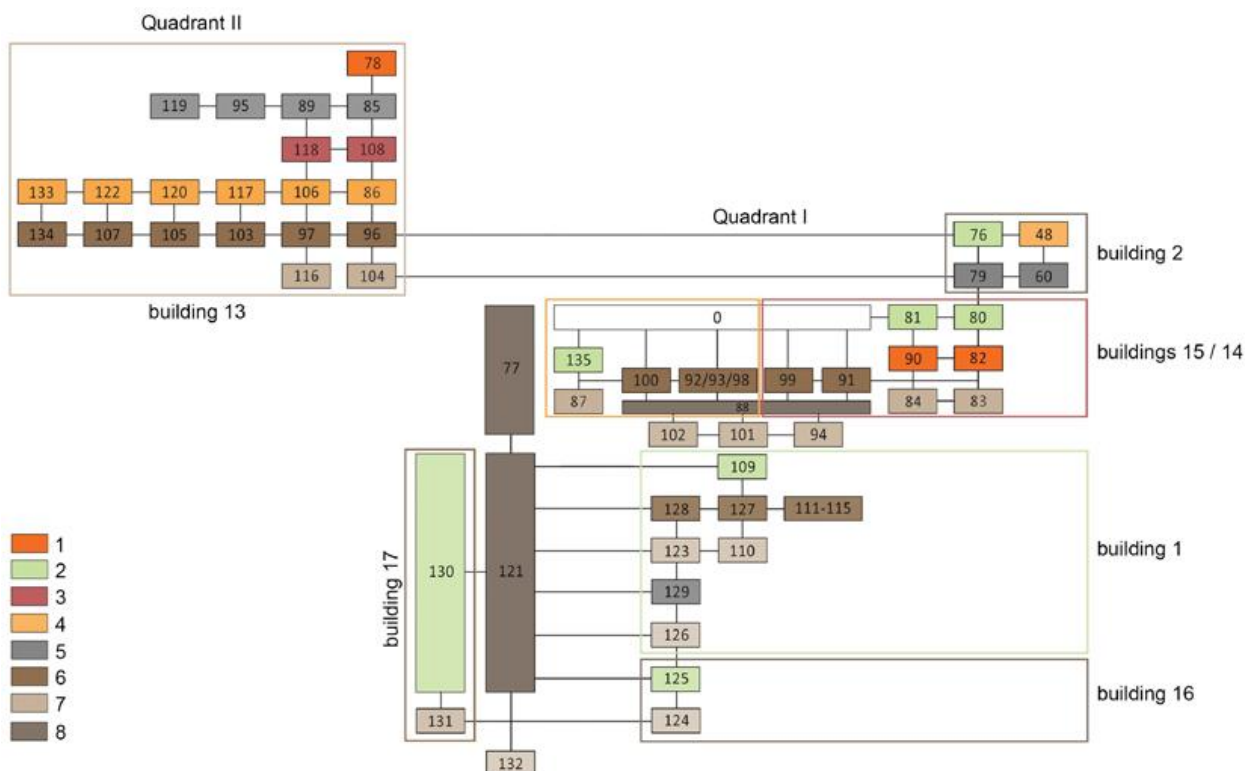 Quadrant II
78
119 95 89 85
118 108
133 122 120 117 106 86
134 107 105 103 97 96
116 104
building 13
Quadrant I
76 48
79 60
building 2
0 81 80
135 90 82
100 92/93/98 99 91
87 88 84 83
buildings 15 / 14
102 101 94
77
109
128 127 111-115
123 110
129
126
building 1
125
124
building 16
130 121
131
building 17
132
1
2
3
4
5
6
7
8